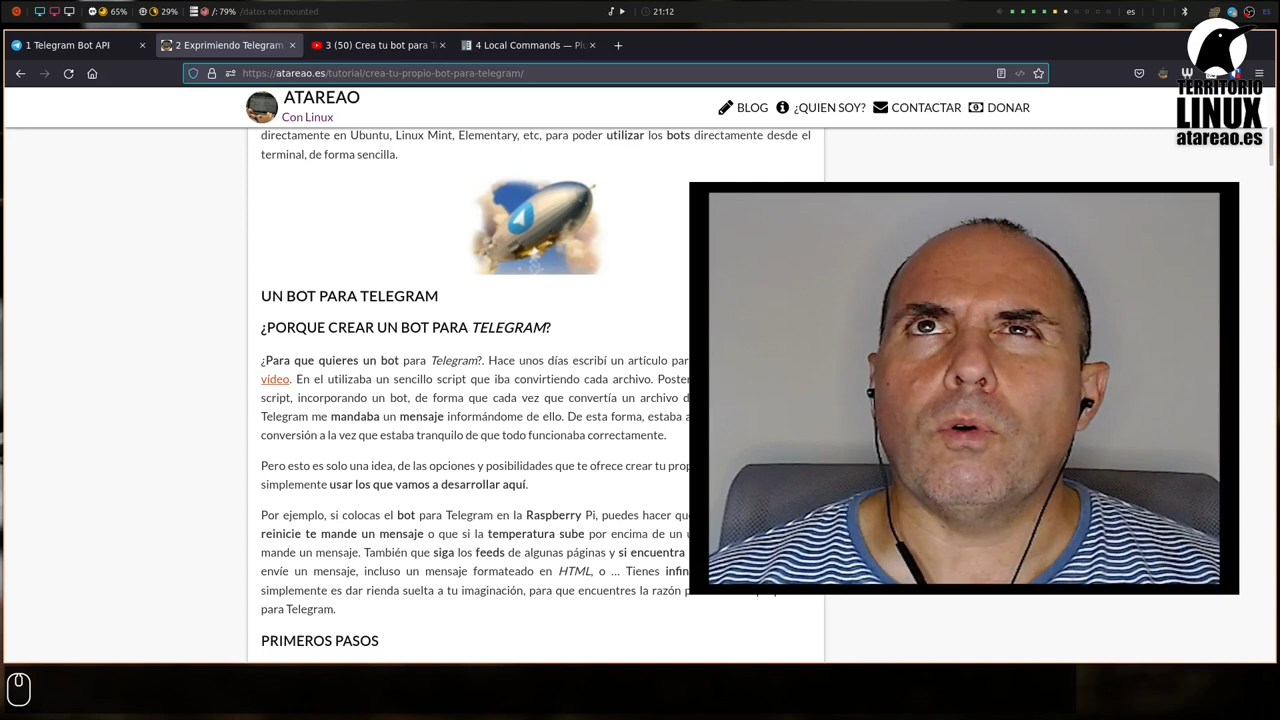 65% 29% /: 79% /datos not mounted 21:12 es ES
1 Telegram Bot API
2 Exprimiendo Telegram.
3 (50) Crea tu bot para T
4 Local Commands — Pl
https://atareao.es/tutorial/crea-tu-propio-bot-para-telegram/
TERRITORIO
LINUX
atareao.es
ATAREAO
Con Linux
BLOG ¿QUIEN SOY? CONTACTAR DONAR
directamente en Ubuntu, Linux Mint, Elementary, etc, para poder utilizar los bots directamente desde el
terminal, de forma sencilla.
UN BOT PARA TELEGRAM
¿PORQUE CREAR UN BOT PARA TELEGRAM?
¿Para que quieres un bot para Telegram?. Hace unos días escribí un artículo par
vídeo. En el utilizaba un sencillo script que iba convirtiendo cada archivo. Poster
script, incorporando un bot, de forma que cada vez que convertía un archivo d
Telegram me mandaba un mensaje informándome de ello. De esta forma, estaba a
conversión a la vez que estaba tranquilo de que todo funcionaba correctamente.
Pero esto es solo una idea, de las opciones y posibilidades que te ofrece crear tu prop
simplemente usar los que vamos a desarrollar aquí.
Por ejemplo, si colocas el bot para Telegram en la Raspberry Pi, puedes hacer qu
reinicie te mande un mensaje o que si la temperatura sube por encima de un u
mande un mensaje. También que siga los feeds de algunas páginas y si encuentra
envíe un mensaje, incluso un mensaje formateado en HTML, o ... Tienes infin
simplemente es dar rienda suelta a tu imaginación, para que encuentres la razón p
para Telegram.
PRIMEROS PASOS